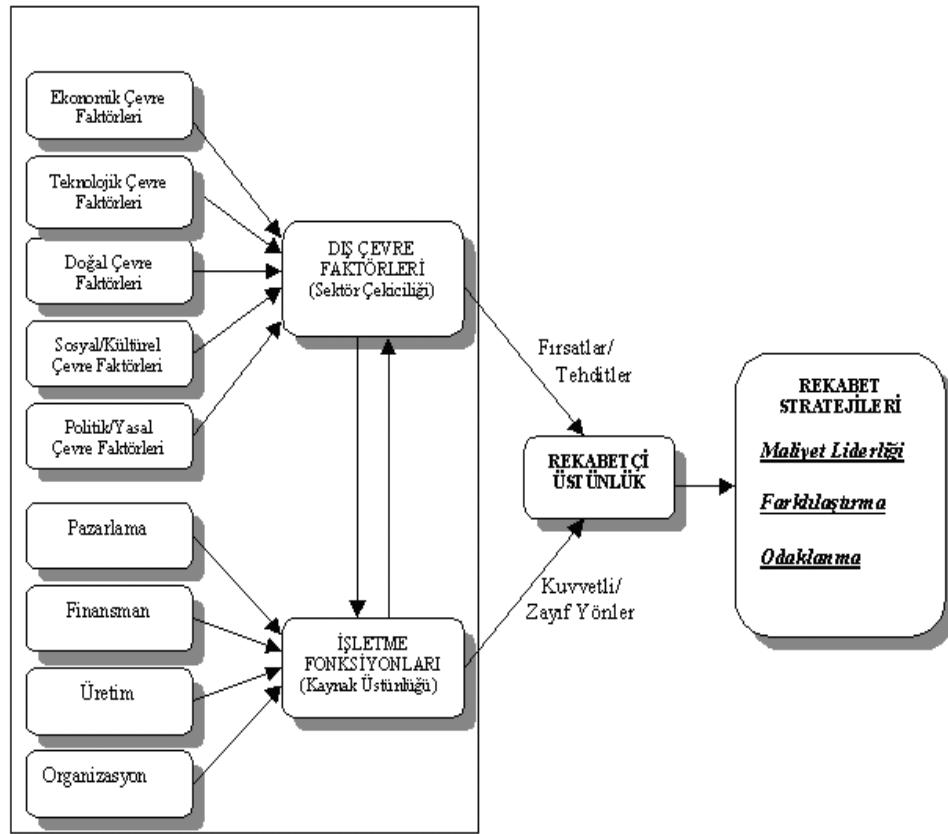 Ekonomik Çevre
Faktörleri
Teknolojik Çevre
Faktörleri
Doğal Çevre
Faktörleri
Sosyal/Kültürel
Çevre Faktörleri
Politik/Yasal
Çevre Faktörleri
Pazarlama
Finansman
Üretim
Organizasyon
DIŞ ÇEVRE
FAKTÖRLERİ
(Sektör Çekiciliği)
İŞLETME
FONKSİYONLARI
(Kaynak Üstünlüğü)
Fırsatlar/
Tehditler
Kuvvetli/
Zayıf Yönler
REKABETÇİ
ÜSTÜNLÜK
REKABET
STRATEJİLERİ
Maliyet Liderliği
Farklılaştırma
Odaklanma